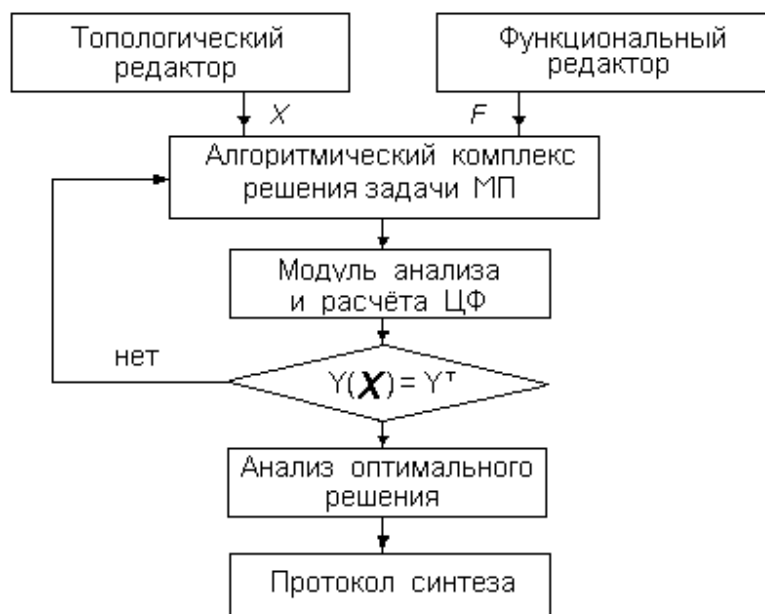 Топологический
редактор
Функциональный
редактор
X
F
Алгоритмический комплекс
решения задачи МП
Модуль анализа
и расчёта ЦФ
нет
Y(X) = Yᵀ
Анализ оптимального
решения
Протокол синтеза